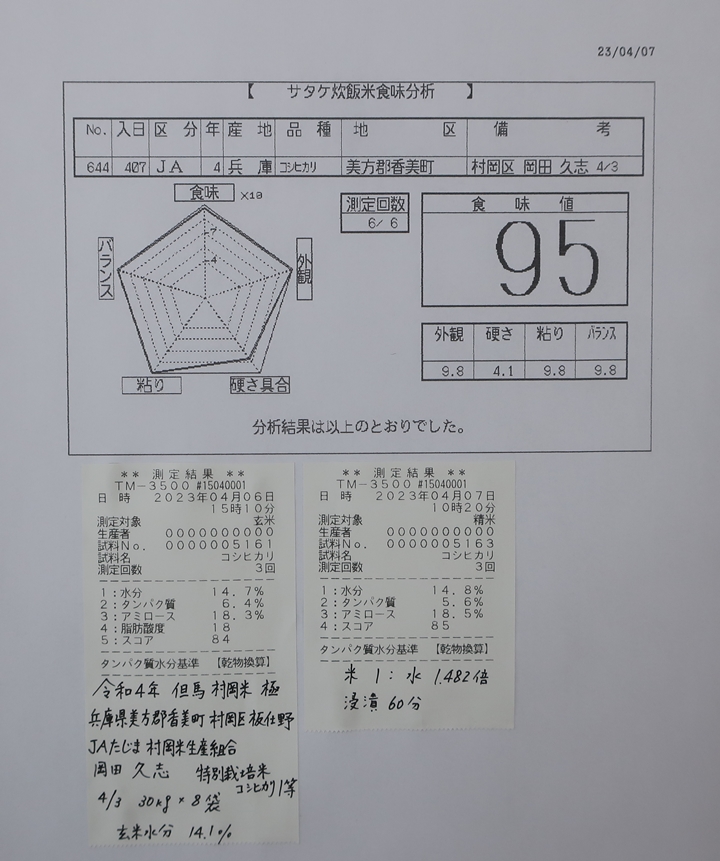 23/04/07
【 サタケ炊飯米食味分析 】
No. 入日 区 分 年 産 地 品 種 地 区 備 考
644 407 JA 4 兵 庫 コシヒカリ 美方郡香美町 村岡区 岡田 久志 4/3
食味 ×10
7
4
バランス
外観
粘り
硬さ具合
測定回数
6/ 6
食 味 値
95
外観 硬さ 粘り バランス
9.8 4.1 9.8 9.8
分析結果は以上のとおりでした。
** 測定結果 **
TM-3500 #15040001
日 時 2023年04月06日
15時10分
測定対象 玄米
生産者 0000000000
試料No. 0000005161
試料名 コシヒカリ
測定回数 3回
1:水分 14.7%
2:タンパク質 6.4%
3:アミロース 18.3%
4:脂肪酸度 18
5:スコア 84
タンパク質水分基準 【乾物換算】
令和4年 但馬 村岡米 極
兵庫県美方郡香美町 村岡区板仕野
JAたじま 村岡米生産組合
岡田 久志 特別栽培米
コシヒカリ1等
4/3 30kg × 8袋
玄米水分 14.1%
** 測定結果 **
TM-3500 #15040001
日 時 2023年04月07日
10時20分
測定対象 精米
生産者 0000000000
試料No. 0000005163
試料名 コシヒカリ
測定回数 3回
1:水分 14.8%
2:タンパク質 5.6%
3:アミロース 18.5%
4:スコア 85
タンパク質水分基準 【乾物換算】
米 1 : 水 1.482倍
浸漬 60分